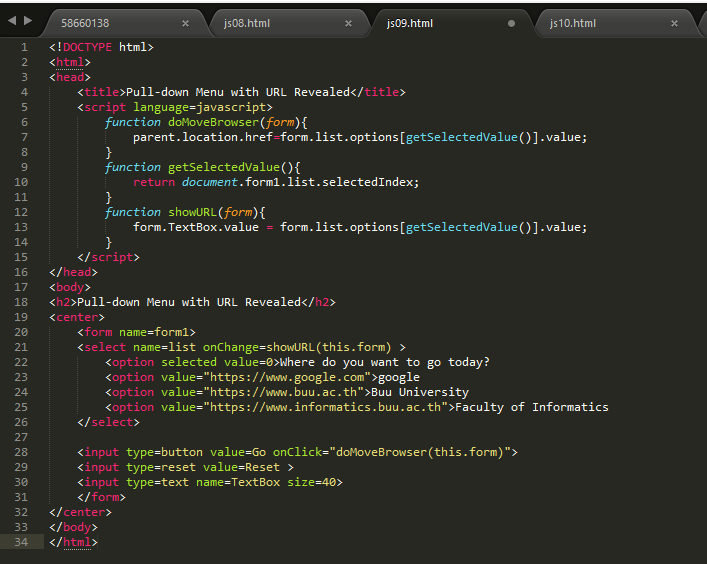 58660138 × js08.html × js09.html js10.html ×
1 <!DOCTYPE html>
2 <html>
3 <head>
4     <title>Pull-down Menu with URL Revealed</title>
5     <script language=javascript>
6         function doMoveBrowser(form){
7             parent.location.href=form.list.options[getSelectedValue()].value;
8         }
9         function getSelectedValue(){
10             return document.form1.list.selectedIndex;
11         }
12         function showURL(form){
13             form.TextBox.value = form.list.options[getSelectedValue()].value;
14         }
15     </script>
16 </head>
17 <body>
18 <h2>Pull-down Menu with URL Revealed</h2>
19 <center>
20     <form name=form1>
21     <select name=list onChange=showURL(this.form) >
22         <option selected value=0>Where do you want to go today?
23         <option value="https://www.google.com">google
24         <option value="https://www.buu.ac.th">Buu University
25         <option value="https://www.informatics.buu.ac.th">Faculty of Informatics
26     </select>
27
28     <input type=button value=Go onClick="doMoveBrowser(this.form)">
29     <input type=reset value=Reset >
30     <input type=text name=TextBox size=40>
31     </form>
32 </center>
33 </body>
34 </html>